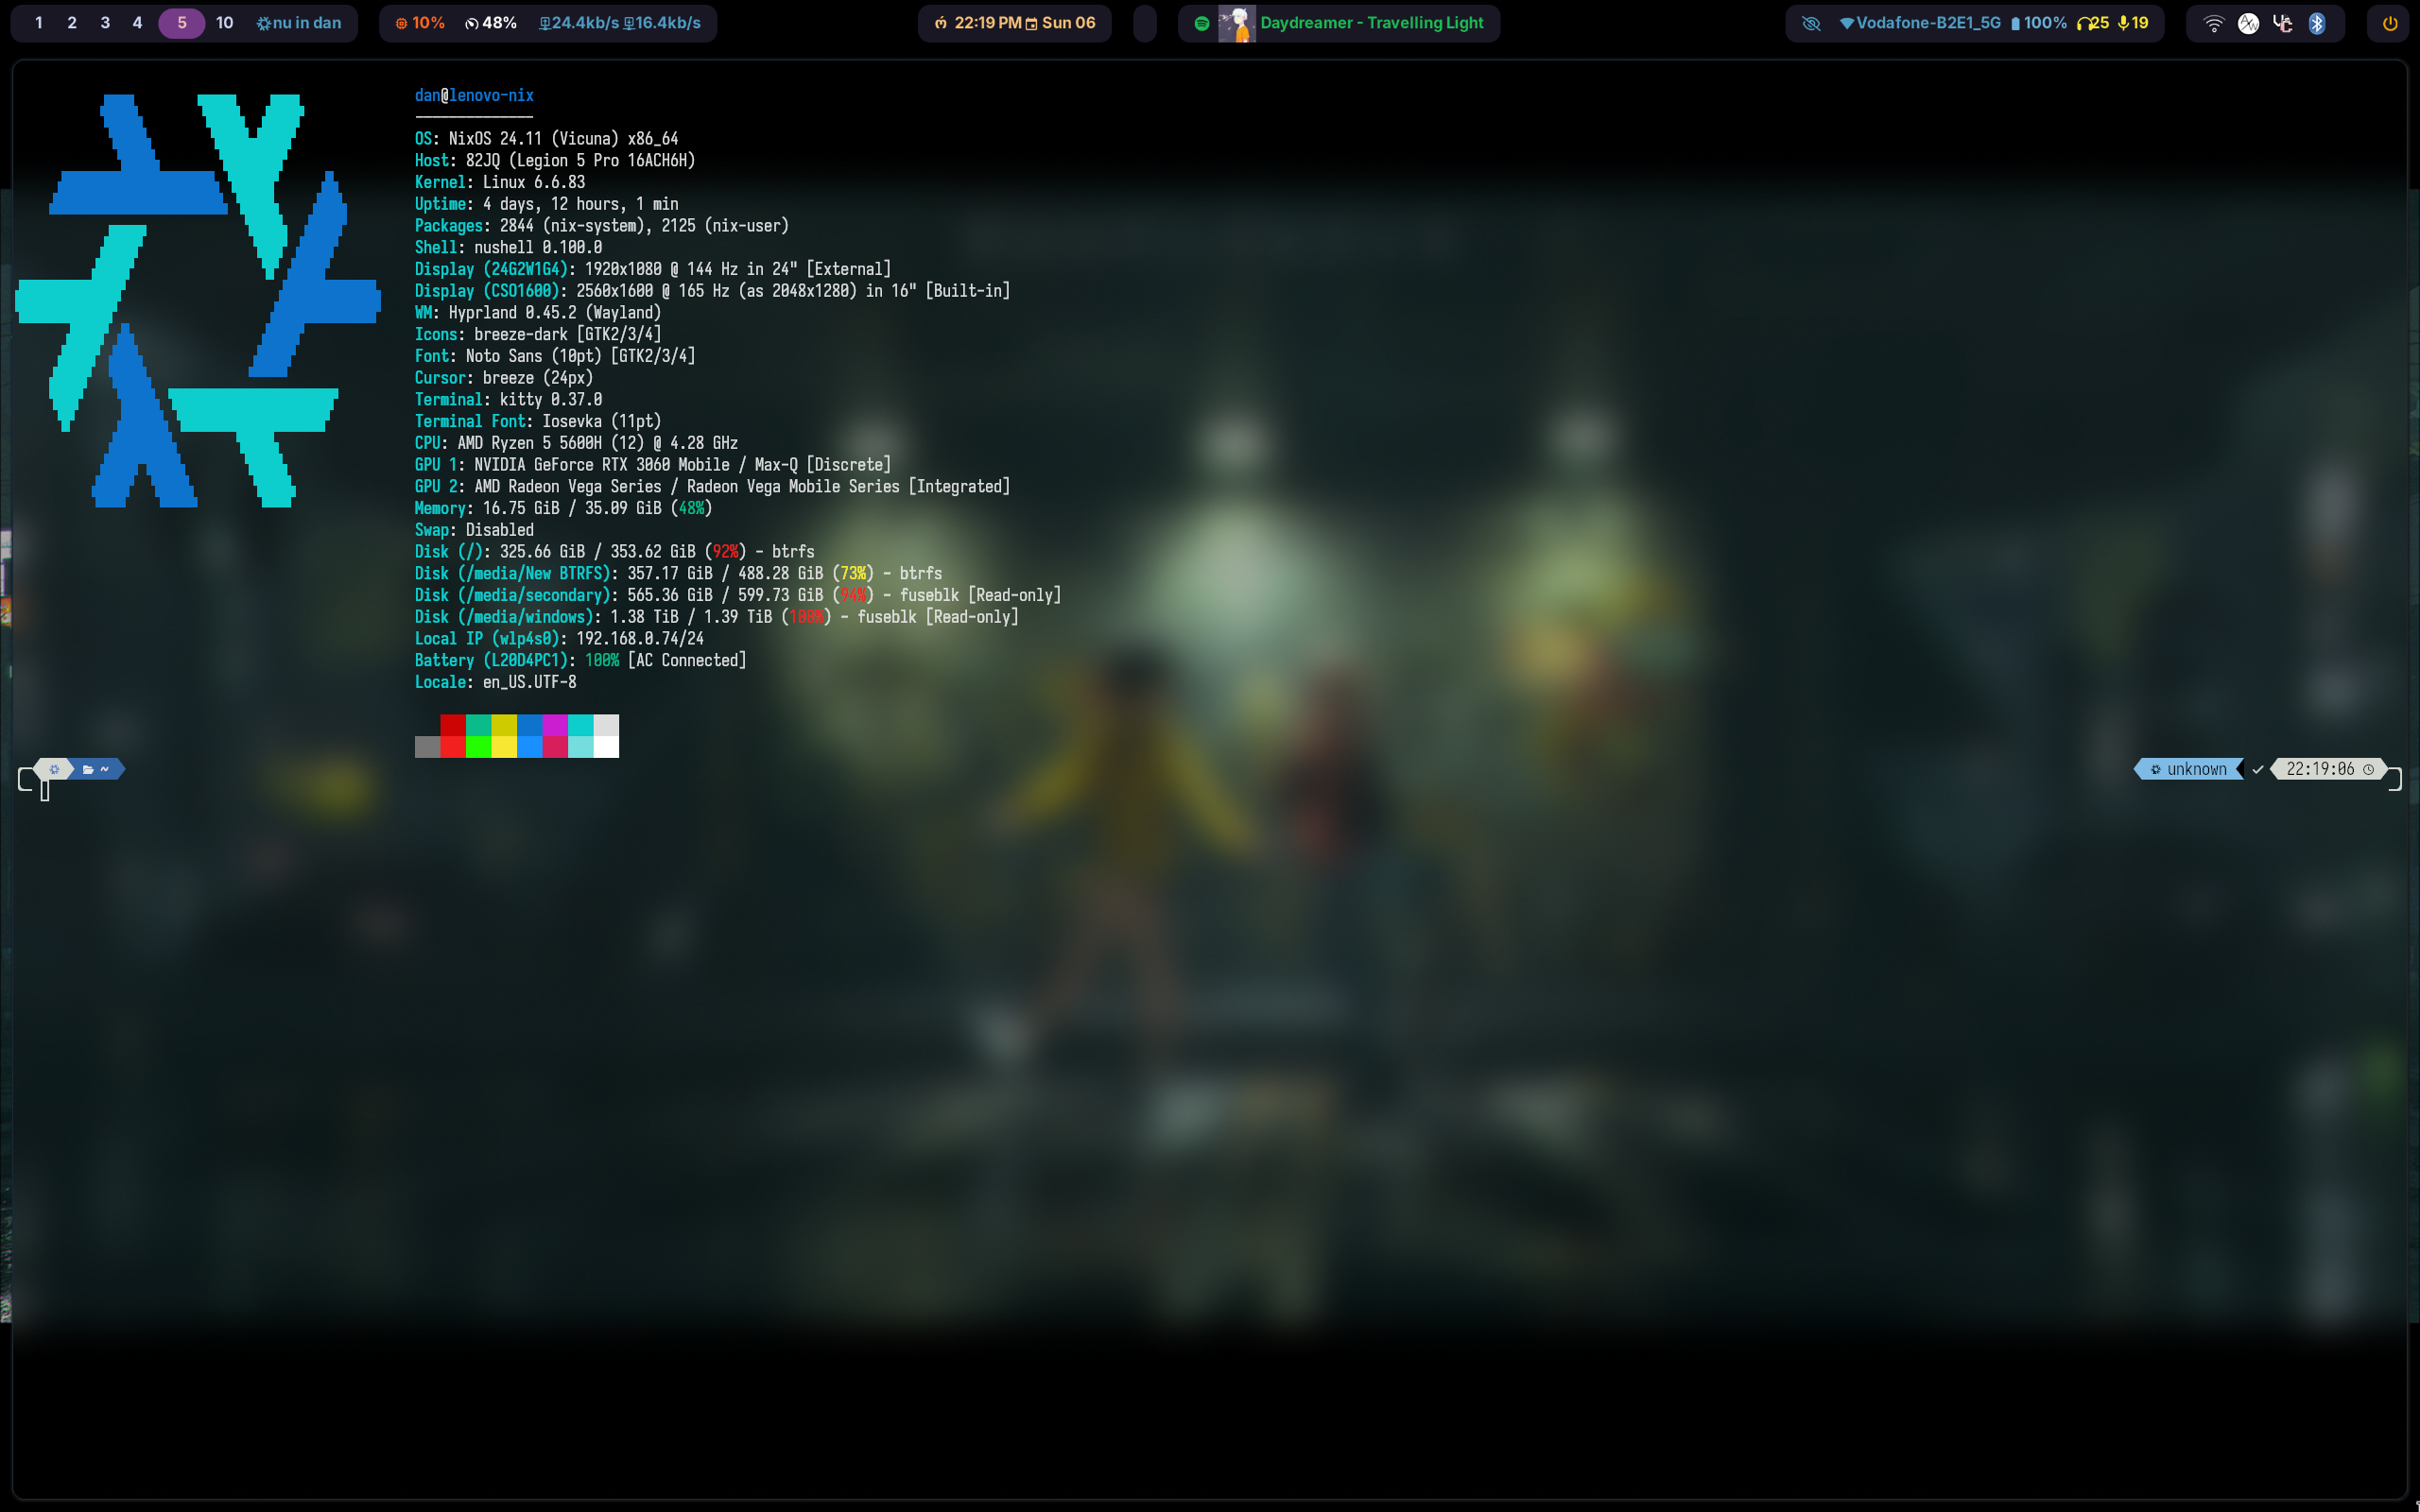 1 2 3 4 5 10 nu in dan 10% 48% 24.4kb/s 16.4kb/s 22:19 PM Sun 06 Daydreamer - Travelling Light Vodafone-B2E1_5G 100% 25 19
dan@lenovo-nix
--------------
OS: NixOS 24.11 (Vicuna) x86_64
Host: 82JQ (Legion 5 Pro 16ACH6H)
Kernel: Linux 6.6.83
Uptime: 4 days, 12 hours, 1 min
Packages: 2844 (nix-system), 2125 (nix-user)
Shell: nushell 0.100.0
Display (24G2W1G4): 1920x1080 @ 144 Hz in 24" [External]
Display (CSO1600): 2560x1600 @ 165 Hz (as 2048x1280) in 16" [Built-in]
WM: Hyprland 0.45.2 (Wayland)
Icons: breeze-dark [GTK2/3/4]
Font: Noto Sans (10pt) [GTK2/3/4]
Cursor: breeze (24px)
Terminal: kitty 0.37.0
Terminal Font: Iosevka (11pt)
CPU: AMD Ryzen 5 5600H (12) @ 4.28 GHz
GPU 1: NVIDIA GeForce RTX 3060 Mobile / Max-Q [Discrete]
GPU 2: AMD Radeon Vega Series / Radeon Vega Mobile Series [Integrated]
Memory: 16.75 GiB / 35.09 GiB (48%)
Swap: Disabled
Disk (/): 325.66 GiB / 353.62 GiB (92%) - btrfs
Disk (/media/New BTRFS): 357.17 GiB / 488.28 GiB (73%) - btrfs
Disk (/media/secondary): 565.36 GiB / 599.73 GiB (94%) - fuseblk [Read-only]
Disk (/media/windows): 1.38 TiB / 1.39 TiB (100%) - fuseblk [Read-only]
Local IP (wlp4s0): 192.168.0.74/24
Battery (L20D4PC1): 100% [AC Connected]
Locale: en_US.UTF-8
~ unknown ✓ 22:19:06